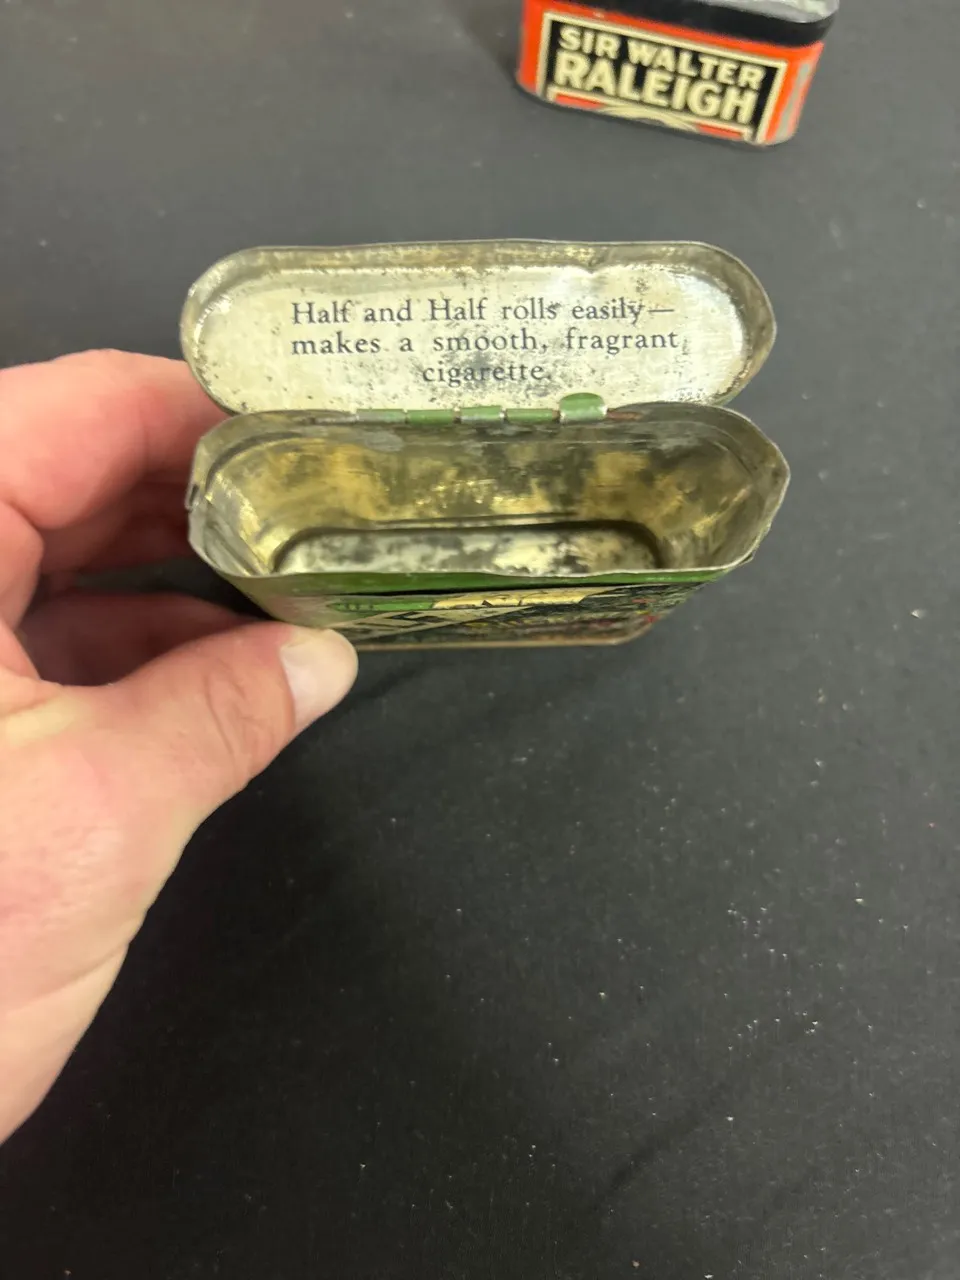 SIR WALTER
RALEIGH
Half and Half rolls easily—
makes a smooth, fragrant
cigarette.